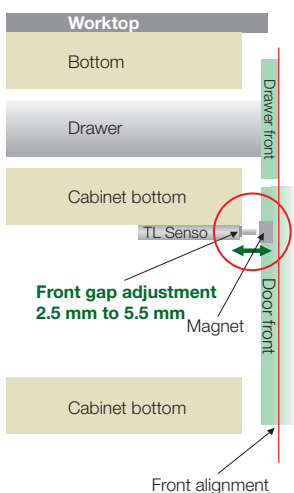 Worktop
Bottom
Drawer front
Drawer
Cabinet bottom
TL Senso
Front gap adjustment
2.5 mm to 5.5 mm
Magnet
Door front
Cabinet bottom
Front alignment